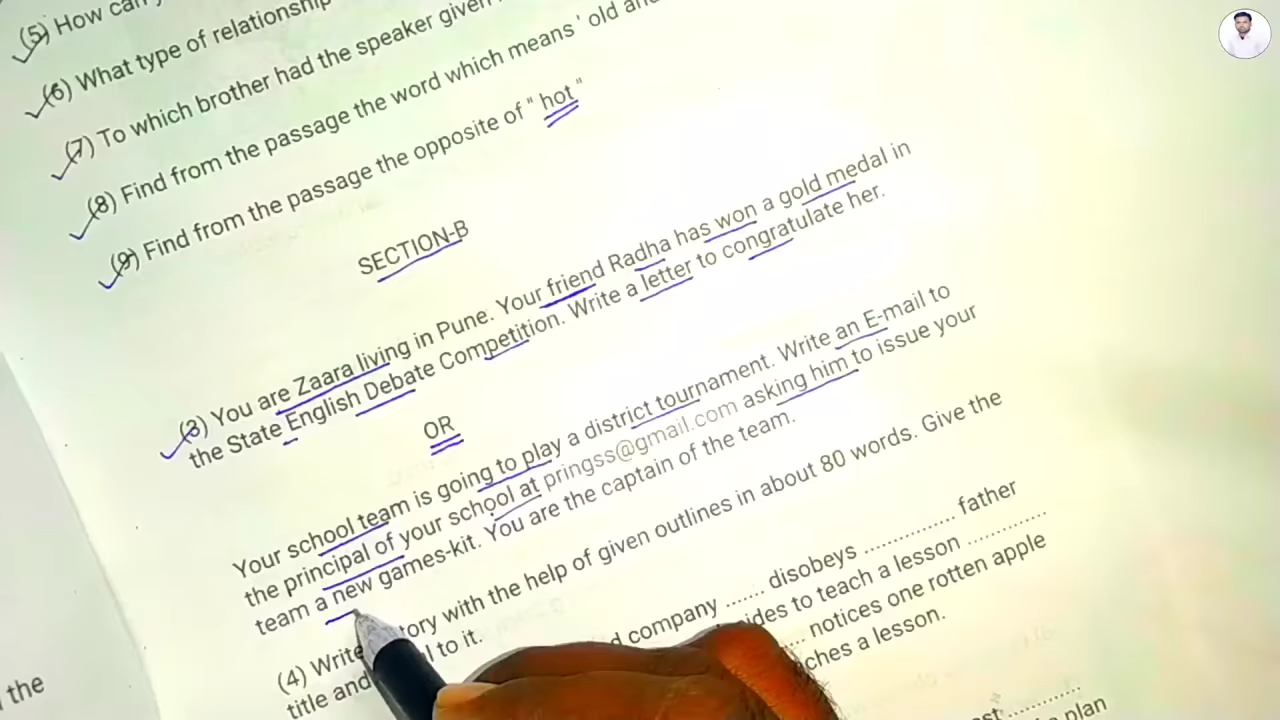 (5) How can
(6) What type of relationship
(7) To which brother had the speaker given
(8) Find from the passage the word which means ' old and
(9) Find from the passage the opposite of " hot "
SECTION-B
(3) You are Zaara living in Pune. Your friend Radha has won a gold medal in
the State English Debate Competition. Write a letter to congratulate her.
OR
Your school team is going to play a district tournament. Write an E-mail to
the principal of your school at pringss@gmail.com asking him to issue your
team a new games-kit. You are the captain of the team.
(4) Write story with the help of given outlines in about 80 words. Give the
title and to it.
company ....... disobeys ............... father
to teach a lesson .............
notices one rotten apple
a lesson.
plan
the